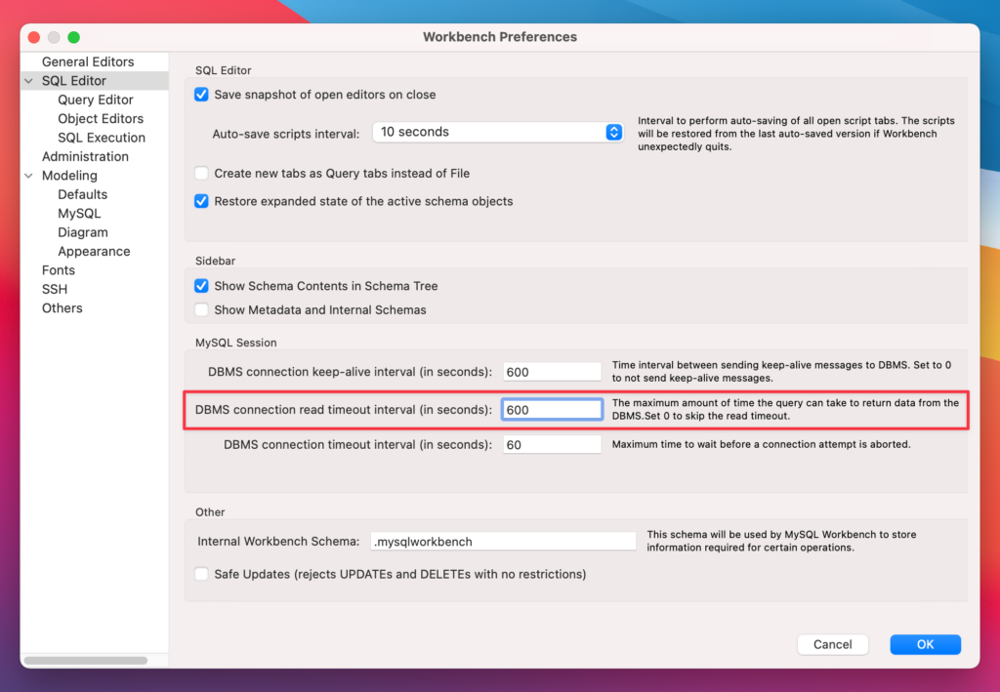 Workbench Preferences
General Editors
SQL Editor
Query Editor
Object Editors
SQL Execution
Administration
Modeling
Defaults
MySQL
Diagram
Appearance
Fonts
SSH
Others
SQL Editor
Save snapshot of open editors on close
Auto-save scripts interval:
10 seconds
Interval to perform auto-saving of all open script tabs. The scripts
will be restored from the last auto-saved version if Workbench
unexpectedly quits.
Create new tabs as Query tabs instead of File
Restore expanded state of the active schema objects
Sidebar
Show Schema Contents in Schema Tree
Show Metadata and Internal Schemas
MySQL Session
DBMS connection keep-alive interval (in seconds):
600
Time interval between sending keep-alive messages to DBMS. Set to 0
to not send keep-alive messages.
DBMS connection read timeout interval (in seconds):
600
The maximum amount of time the query can take to return data from the
DBMS.Set 0 to skip the read timeout.
DBMS connection timeout interval (in seconds):
60
Maximum time to wait before a connection attempt is aborted.
Other
Internal Workbench Schema:
.mysqlworkbench
This schema will be used by MySQL Workbench to store
information required for certain operations.
Safe Updates (rejects UPDATEs and DELETEs with no restrictions)
Cancel
OK